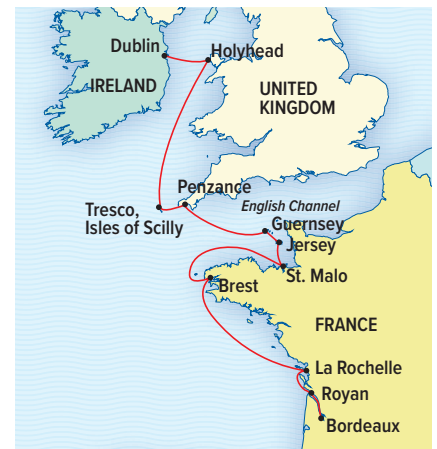 Dublin
Holyhead
IRELAND
UNITED
KINGDOM
Penzance
Tresco,
Isles of Scilly
English Channel
Guernsey
Jersey
St. Malo
Brest
FRANCE
La Rochelle
Royan
Bordeaux